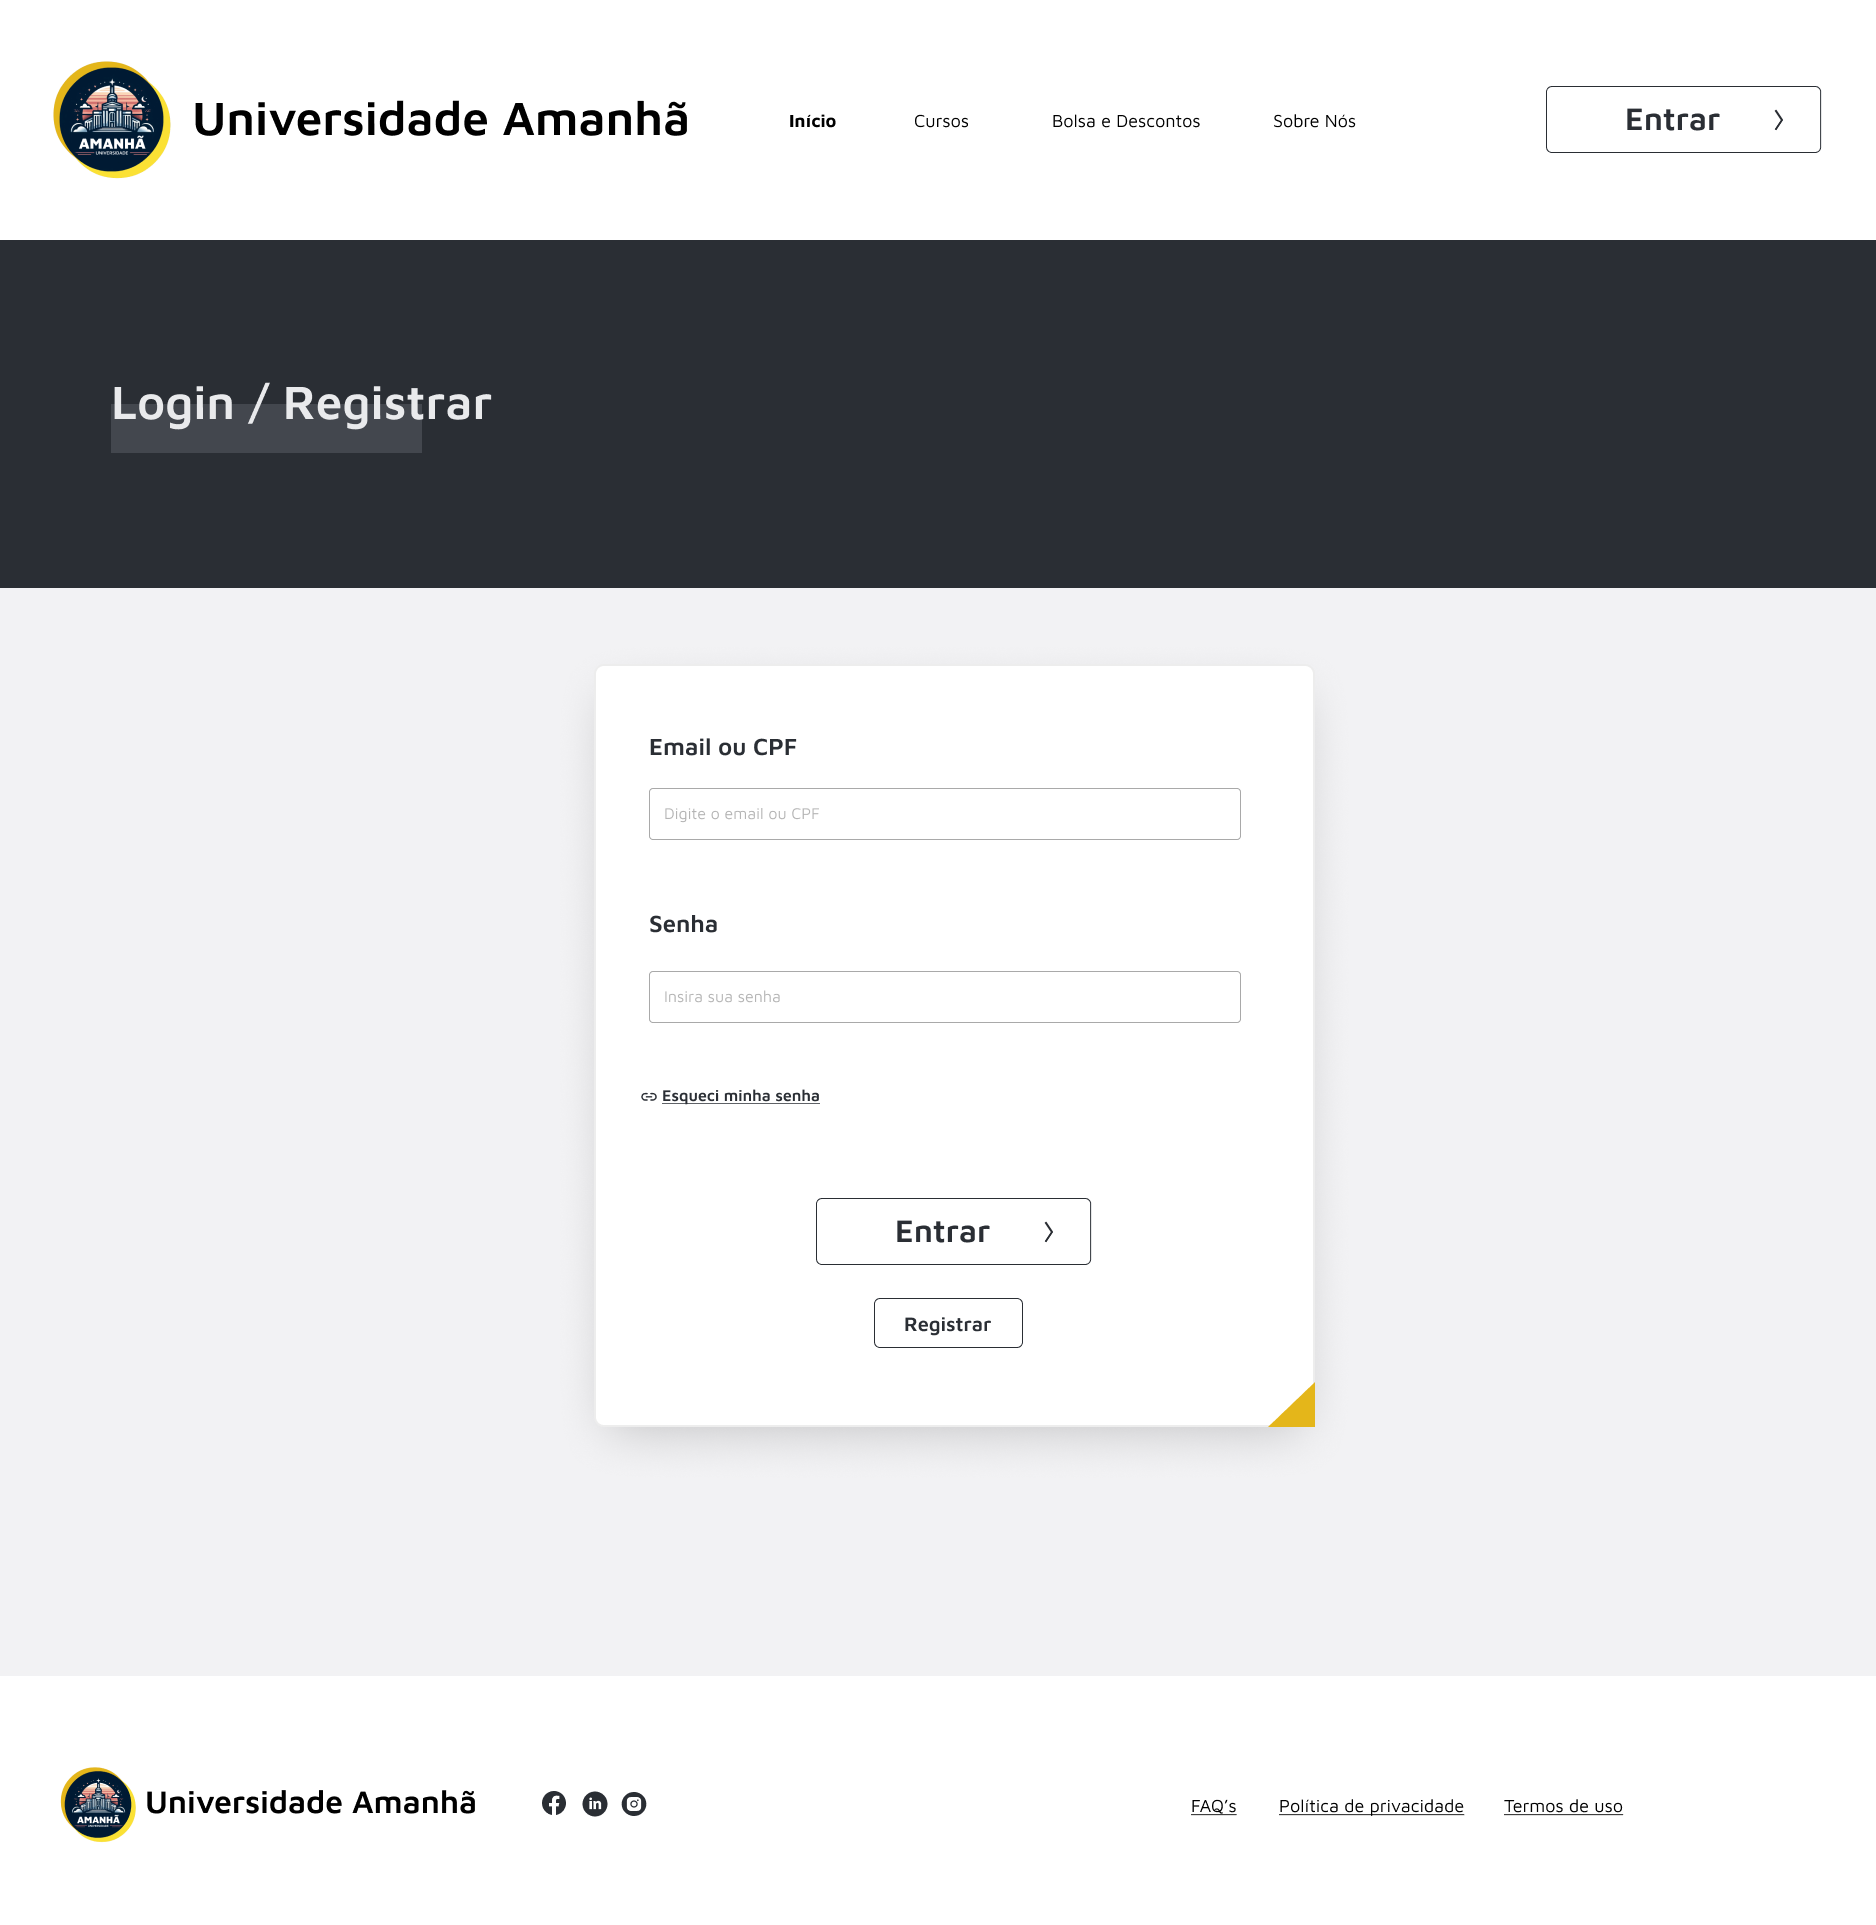 AMANHÃ
UNIVERSIDADE
Universidade Amanhã
Início
Cursos
Bolsa e Descontos
Sobre Nós
Entrar
Login / Registrar
Email ou CPF
Digite o email ou CPF
Senha
Insira sua senha
Esqueci minha senha
Entrar
Registrar
AMANHÃ
UNIVERSIDADE
Universidade Amanhã
FAQ’s
Política de privacidade
Termos de uso